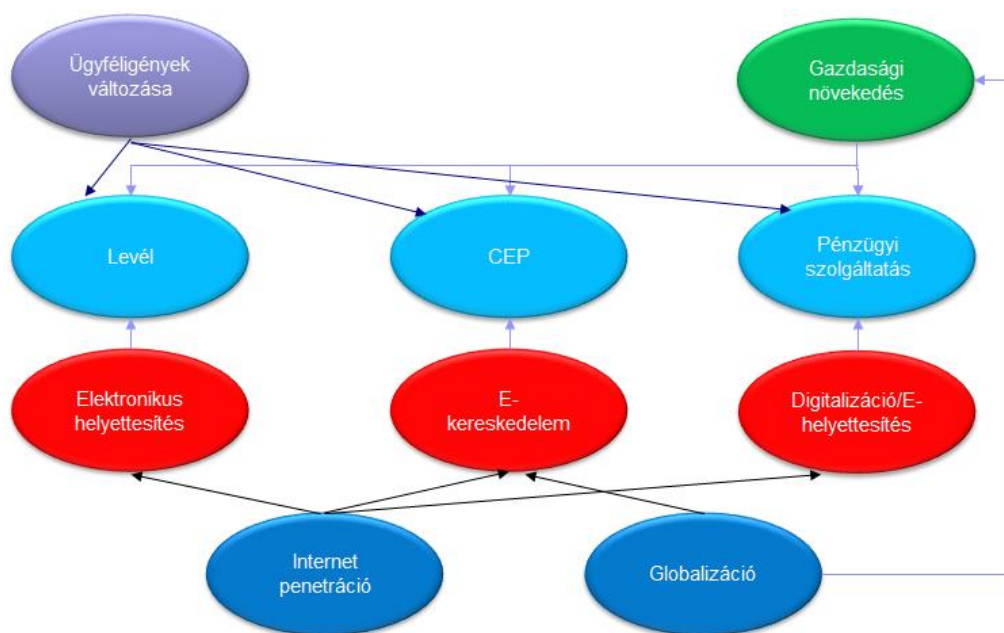 Ügyféligények
változása
Gazdasági
növekedés
Levél
CEP
Pénzügyi
szolgáltatás
Elektronikus
helyettesítés
E-
kereskedelem
Digitalizáció/E-
helyettesítés
Internet
penetráció
Globalizáció